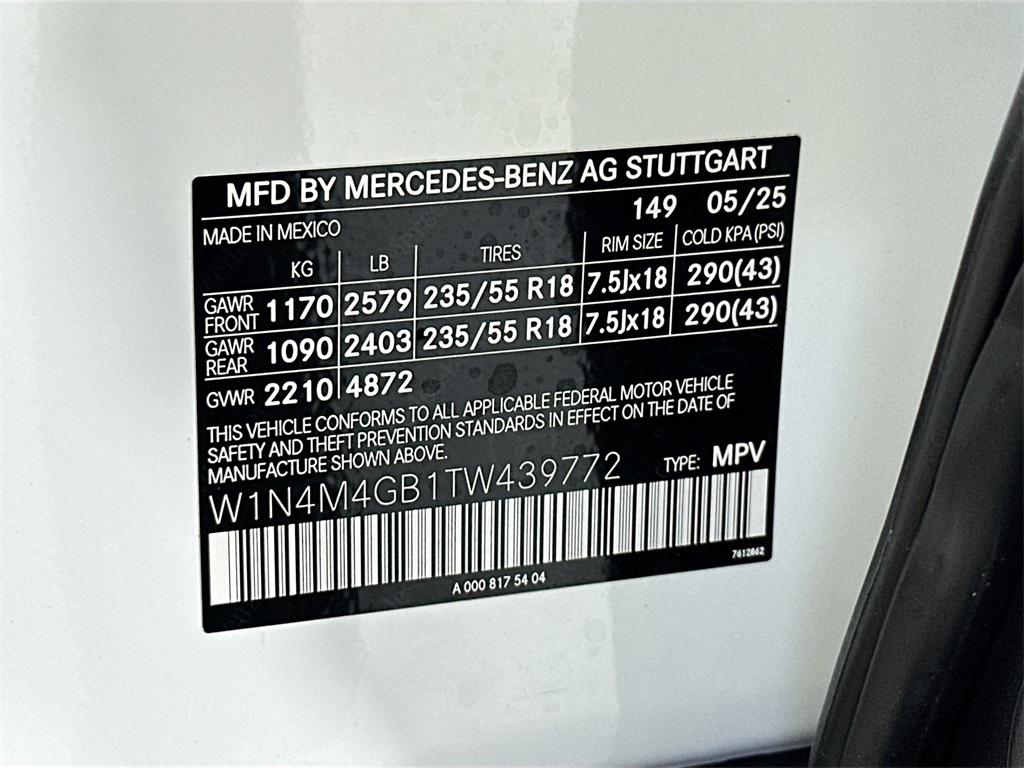 MFD BY MERCEDES-BENZ AG STUTTGART
149 05/25
MADE IN MEXICO
KG LB TIRES RIM SIZE COLD KPA (PSI)
GAWR FRONT 1170 2579 235/55 R18 7.5Jx18 290(43)
GAWR REAR 1090 2403 235/55 R18 7.5Jx18 290(43)
GVWR 2210 4872
THIS VEHICLE CONFORMS TO ALL APPLICABLE FEDERAL MOTOR VEHICLE
SAFETY AND THEFT PREVENTION STANDARDS IN EFFECT ON THE DATE OF
MANUFACTURE SHOWN ABOVE.
W1N4M4GB1TW439772 TYPE: MPV
7612862
A 000 817 54 04